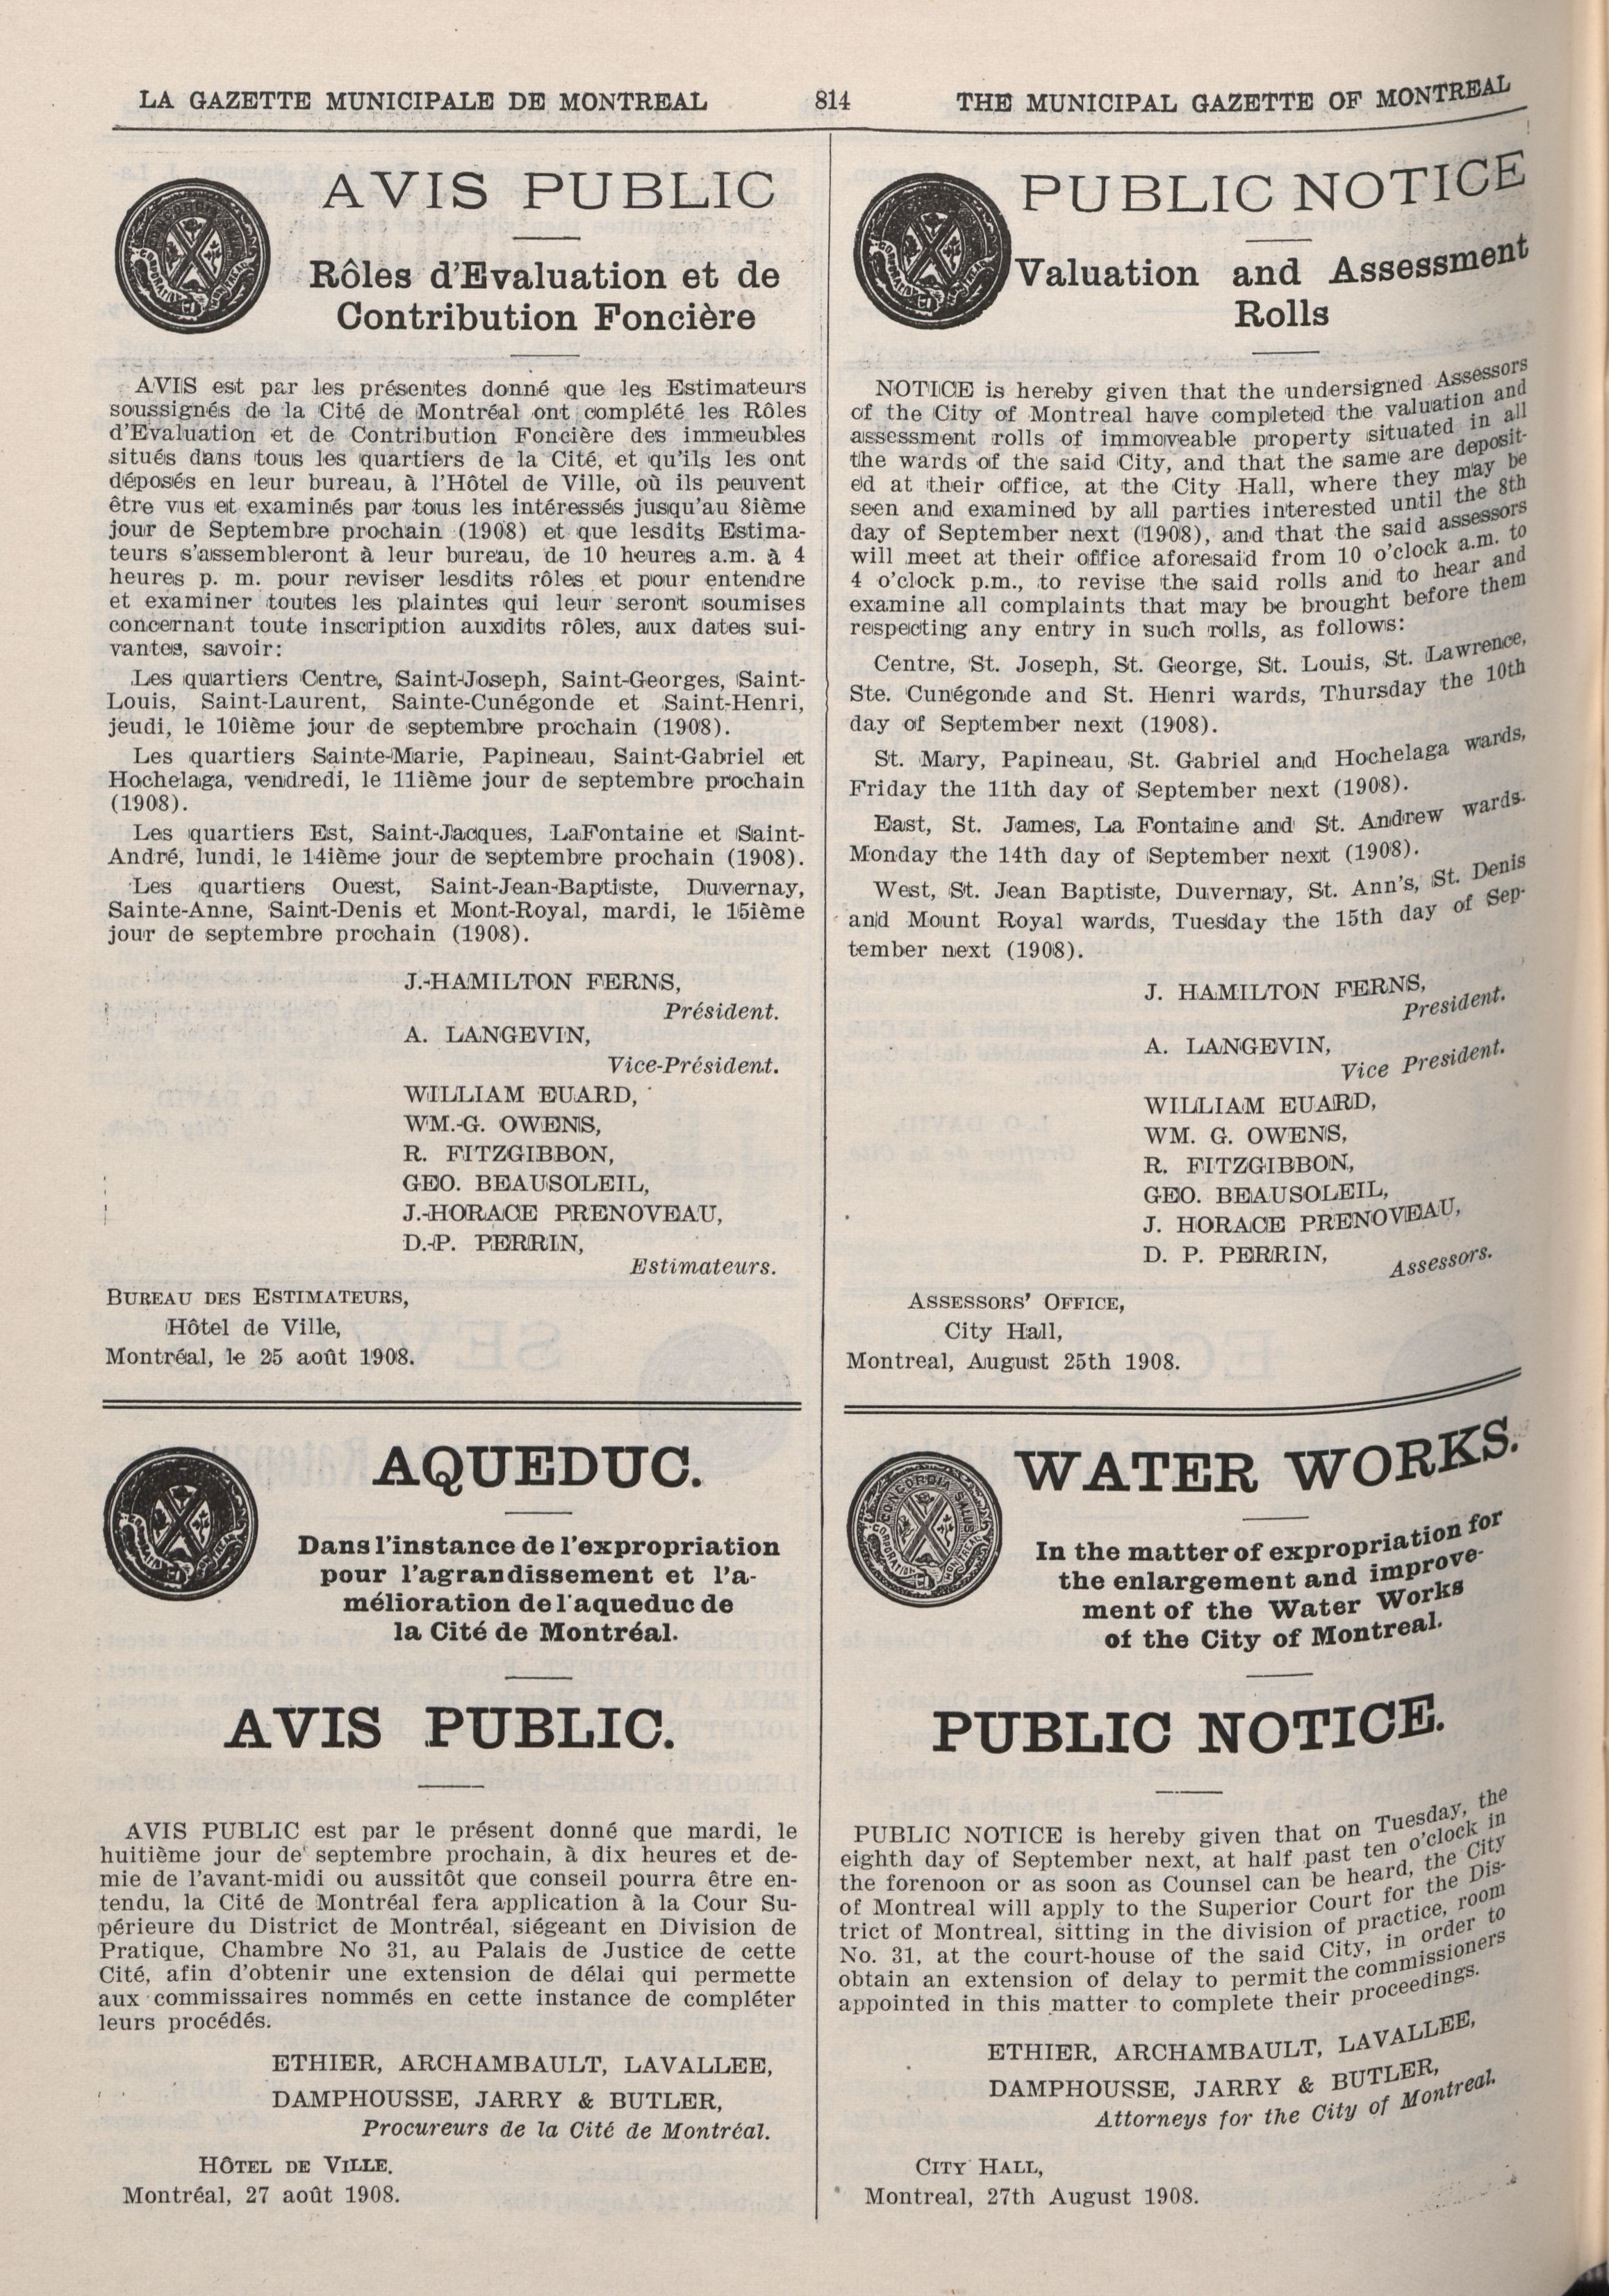 LA GAZETTE MUNICIPALE DE MONTREAL 814 THE MUNICIPAL GAZETTE OF MONTREAL
AVIS PUBLIC
Rôles d'Evaluation et de
Contribution Foncière
AVIS est par les présentes donné que les Estimateurs
soussignés de la Cité de Montréal ont complété les Rôles
d'Evaluation et de Contribution Foncière des immeubles
situés dans tous les quartiers de la Cité, et qu'ils les ont
déposés en leur bureau, à l'Hôtel de Ville, où ils peuvent
être vus et examinés par tous les intéressés jusqu'au 8ième
jour de Septembre prochain (1908) et que lesdits Estima-
teurs s'assembleront à leur bureau, de 10 heures a.m. à 4
heures p. m. pour reviser lesdits rôles et pour entendre
et examiner toutes les plaintes qui leur seront soumises
concernant toute inscription auxdits rôles, aux dates sui-
vantes, savoir:
Les quartiers Centre, Saint-Joseph, Saint-Georges, Saint-
Louis, Saint-Laurent, Sainte-Cunégonde et Saint-Henri,
jeudi, le 10ième jour de septembre prochain (1908).
Les quartiers Sainte-Marie, Papineau, Saint-Gabriel et
Hochelaga, vendredi, le 11ième jour de septembre prochain
(1908).
Les quartiers Est, Saint-Jacques, LaFontaine et Saint-
André, lundi, le 14ième jour de septembre prochain (1908).
Les quartiers Ouest, Saint-Jean-Baptiste, Duvernay,
Sainte-Anne, Saint-Denis et Mont-Royal, mardi, le 15ième
jour de septembre prochain (1908).
J.-HAMILTON FERNS,
Président.
A. LANGEVIN,
Vice-Président.
WILLIAM EUARD,
WM.-G. OWENS,
R. FITZGIBBON,
GEO. BEAUSOLEIL,
J.-HORACE PRENOVEAU,
D.-P. PERRIN,
Estimateurs.
BUREAU DES ESTIMATEURS,
Hôtel de Ville,
Montréal, le 25 août 1908.
AQUEDUC.
Dans l'instance de l'expropriation
pour l'agrandissement et l'a-
mélioration de l'aqueduc de
la Cité de Montréal.
AVIS PUBLIC.
AVIS PUBLIC est par le présent donné que mardi, le
huitième jour de septembre prochain, à dix heures et de-
mie de l'avant-midi ou aussitôt que conseil pourra être en-
tendu, la Cité de Montréal fera application à la Cour Su-
périeure du District de Montréal, siégeant en Division de
Pratique, Chambre No 31, au Palais de Justice de cette
Cité, afin d'obtenir une extension de délai qui permette
aux commissaires nommés en cette instance de compléter
leurs procédés.
ETHIER, ARCHAMBAULT, LAVALLEE,
DAMPHOUSSE, JARRY & BUTLER,
Procureurs de la Cité de Montréal.
HÔTEL DE VILLE.
Montréal, 27 août 1908.
PUBLIC NOTICE
Valuation and Assessment
Rolls
NOTICE is hereby given that the undersigned Assessors
of the City of Montreal have completed the valuation and
assessment rolls of immoveable property situated in all
the wards of the said City, and that the same are deposit-
ed at their office, at the City Hall, where they may be
seen and examined by all parties interested until the 8th
day of September next (1908), and that the said assessors
will meet at their office aforesaid from 10 o'clock a.m. to
4 o'clock p.m., to revise the said rolls and to hear and
examine all complaints that may be brought before them
respecting any entry in such rolls, as follows:
Centre, St. Joseph, St. George, St. Louis, St. Lawrence,
Ste. Cunégonde and St. Henri wards, Thursday the 10th
day of September next (1908).
St. Mary, Papineau, St. Gabriel and Hochelaga wards,
Friday the 11th day of September next (1908).
East, St. James, La Fontaine and St. Andrew wards.
Monday the 14th day of September next (1908).
West, St. Jean Baptiste, Duvernay, St. Ann's, St. Denis
and Mount Royal wards, Tuesday the 15th day of Sep-
tember next (1908).
J. HAMILTON FERNS,
President.
A. LANGEVIN,
Vice President.
WILLIAM EUARD,
WM. G. OWENS,
R. FITZGIBBON,
GEO. BEAUSOLEIL,
J. HORACE PRENOVEAU,
D. P. PERRIN,
Assessors.
ASSESSORS' OFFICE,
City Hall,
Montreal, August 25th 1908.
WATER WORKS.
CONCORDIA SALUS
In the matter of expropriation for
the enlargement and improve-
ment of the Water Works
of the City of Montreal.
PUBLIC NOTICE.
PUBLIC NOTICE is hereby given that on Tuesday, the
eighth day of September next, at half past ten o'clock in
the forenoon or as soon as Counsel can be heard, the City
of Montreal will apply to the Superior Court for the Dis-
trict of Montreal, sitting in the division of practice, room
No. 31, at the court-house of the said City, in order to
obtain an extension of delay to permit the commissioners
appointed in this matter to complete their proceedings.
ETHIER, ARCHAMBAULT, LAVALLEE,
DAMPHOUSSE, JARRY & BUTLER,
Attorneys for the City of Montreal.
CITY HALL,
Montreal, 27th August 1908.